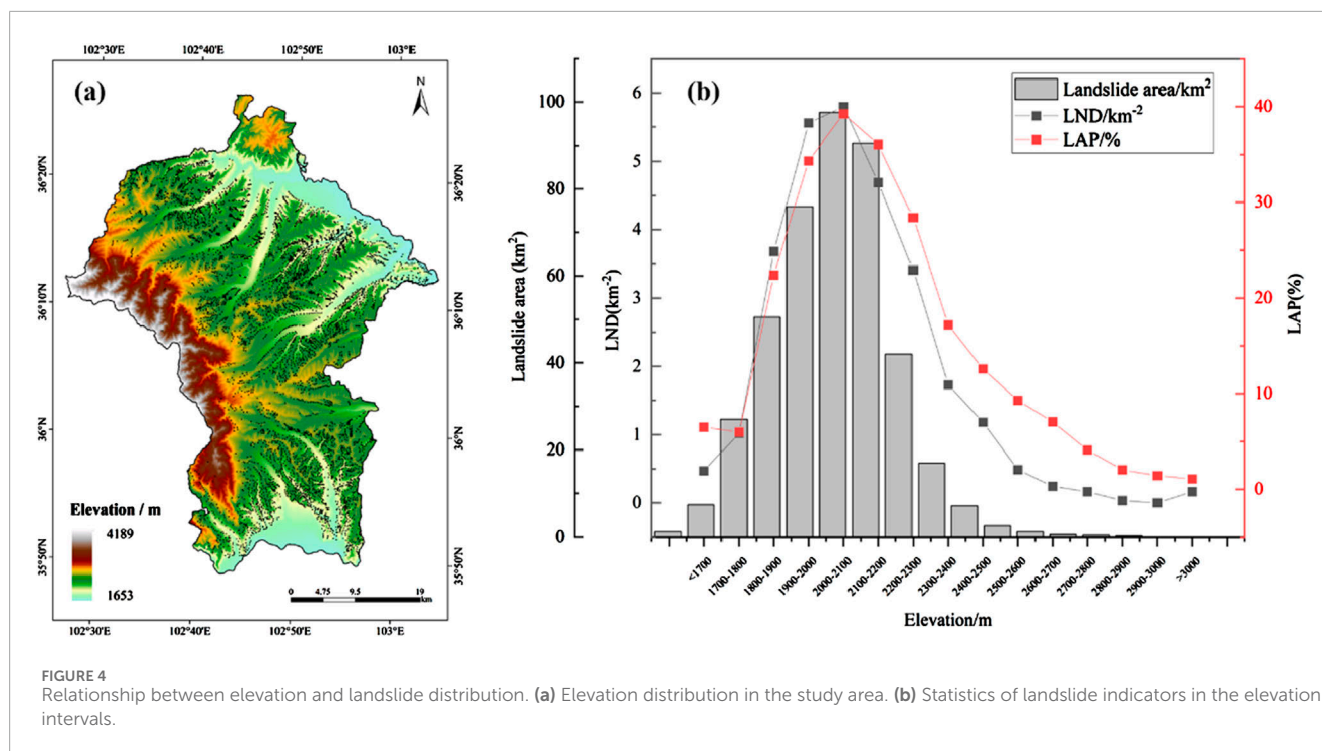 102°30'E 102°40'E 102°50'E 103°E
(a)
N
36°20'N
36°10'N
36°N
35°50'N
36°20'N
36°10'N
36°N
35°50'N
Elevation / m
4189
1653
0 4.75 9.5 19
km
102°30'E 102°40'E 102°50'E 103°E
Landslide area (km²)
100
80
60
40
20
0
LND(km⁻²)
6
5
4
3
2
1
0
(b)
Landslide area/km²
LND/km⁻²
LAP/%
40
30
20
10
0
LAP(%)
<1700 1700-1800 1800-1900 1900-2000 2000-2100 2100-2200 2200-2300 2300-2400 2400-2500 2500-2600 2600-2700 2700-2800 2800-2900 2900-3000 >3000
Elevation/m
FIGURE 4
Relationship between elevation and landslide distribution. (a) Elevation distribution in the study area. (b) Statistics of landslide indicators in the elevation
intervals.